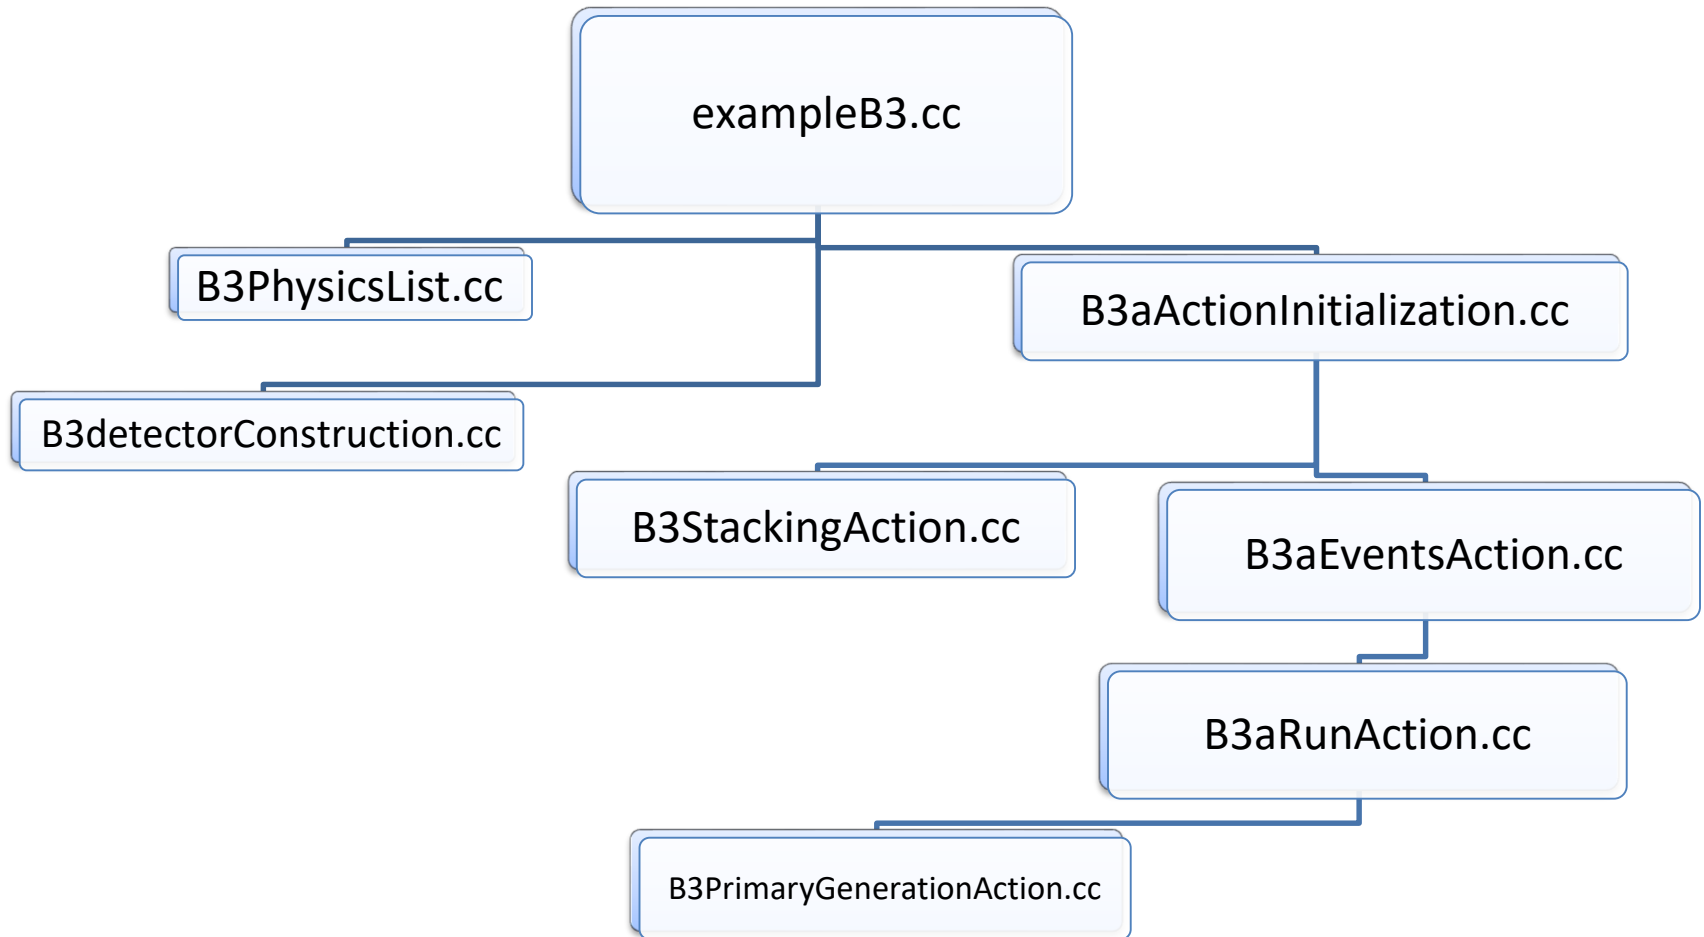 exampleB3.cc
B3PhysicsList.cc
B3aActionInitialization.cc
B3detectorConstruction.cc
B3StackingAction.cc
B3aEventsAction.cc
B3aRunAction.cc
B3PrimaryGenerationAction.cc